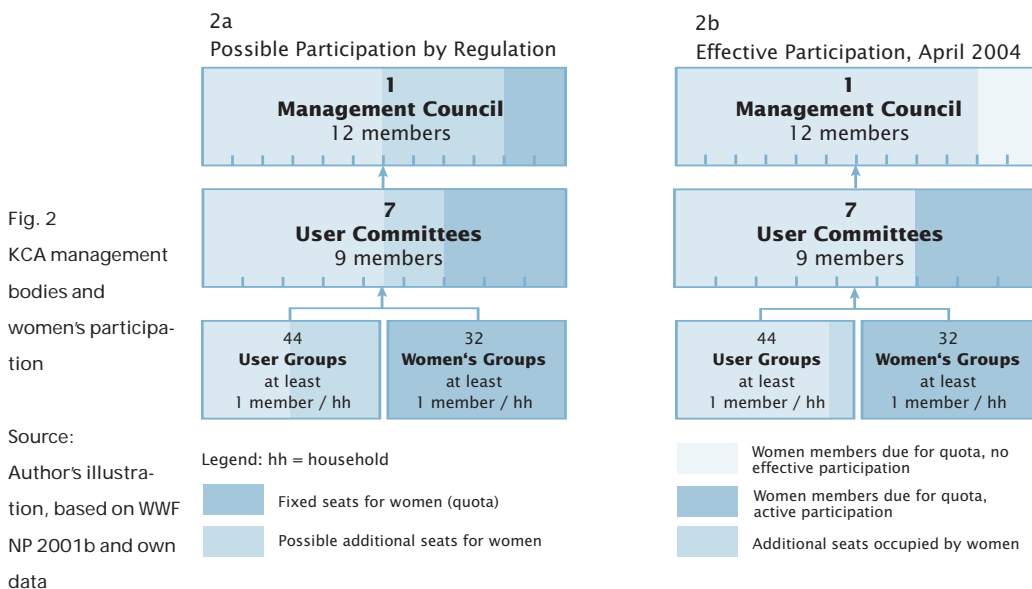 Fig. 2
KCA management
bodies and
women's participa-
tion
Source:
Author's illustra-
tion, based on WWF
NP 2001b and own
data
2a
Possible Participation by Regulation
1
Management Council
12 members
7
User Committees
9 members
44
User Groups
at least
1 member / hh
32
Women‘s Groups
at least
1 member / hh
Legend: hh = household
Fixed seats for women (quota)
Possible additional seats for women
2b
Effective Participation, April 2004
1
Management Council
12 members
7
User Committees
9 members
44
User Groups
at least
1 member / hh
32
Women‘s Groups
at least
1 member / hh
Women members due for quota, no
effective participation
Women members due for quota,
active participation
Additional seats occupied by women